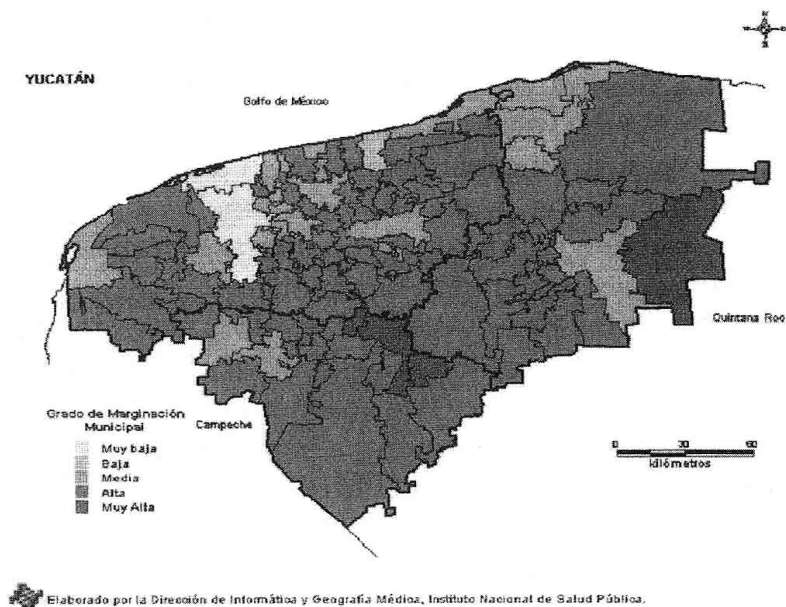 N
YUCATÁN
Golfo de México
Quintana Roo
Campeche
Grado de Marginación
Municipal
Muy baja
Baja
Media
Alta
Muy Alta
0 30 60
kilómetros
Elaborado por la Dirección de Informática y Geografía Médica, Instituto Nacional de Salud Pública.